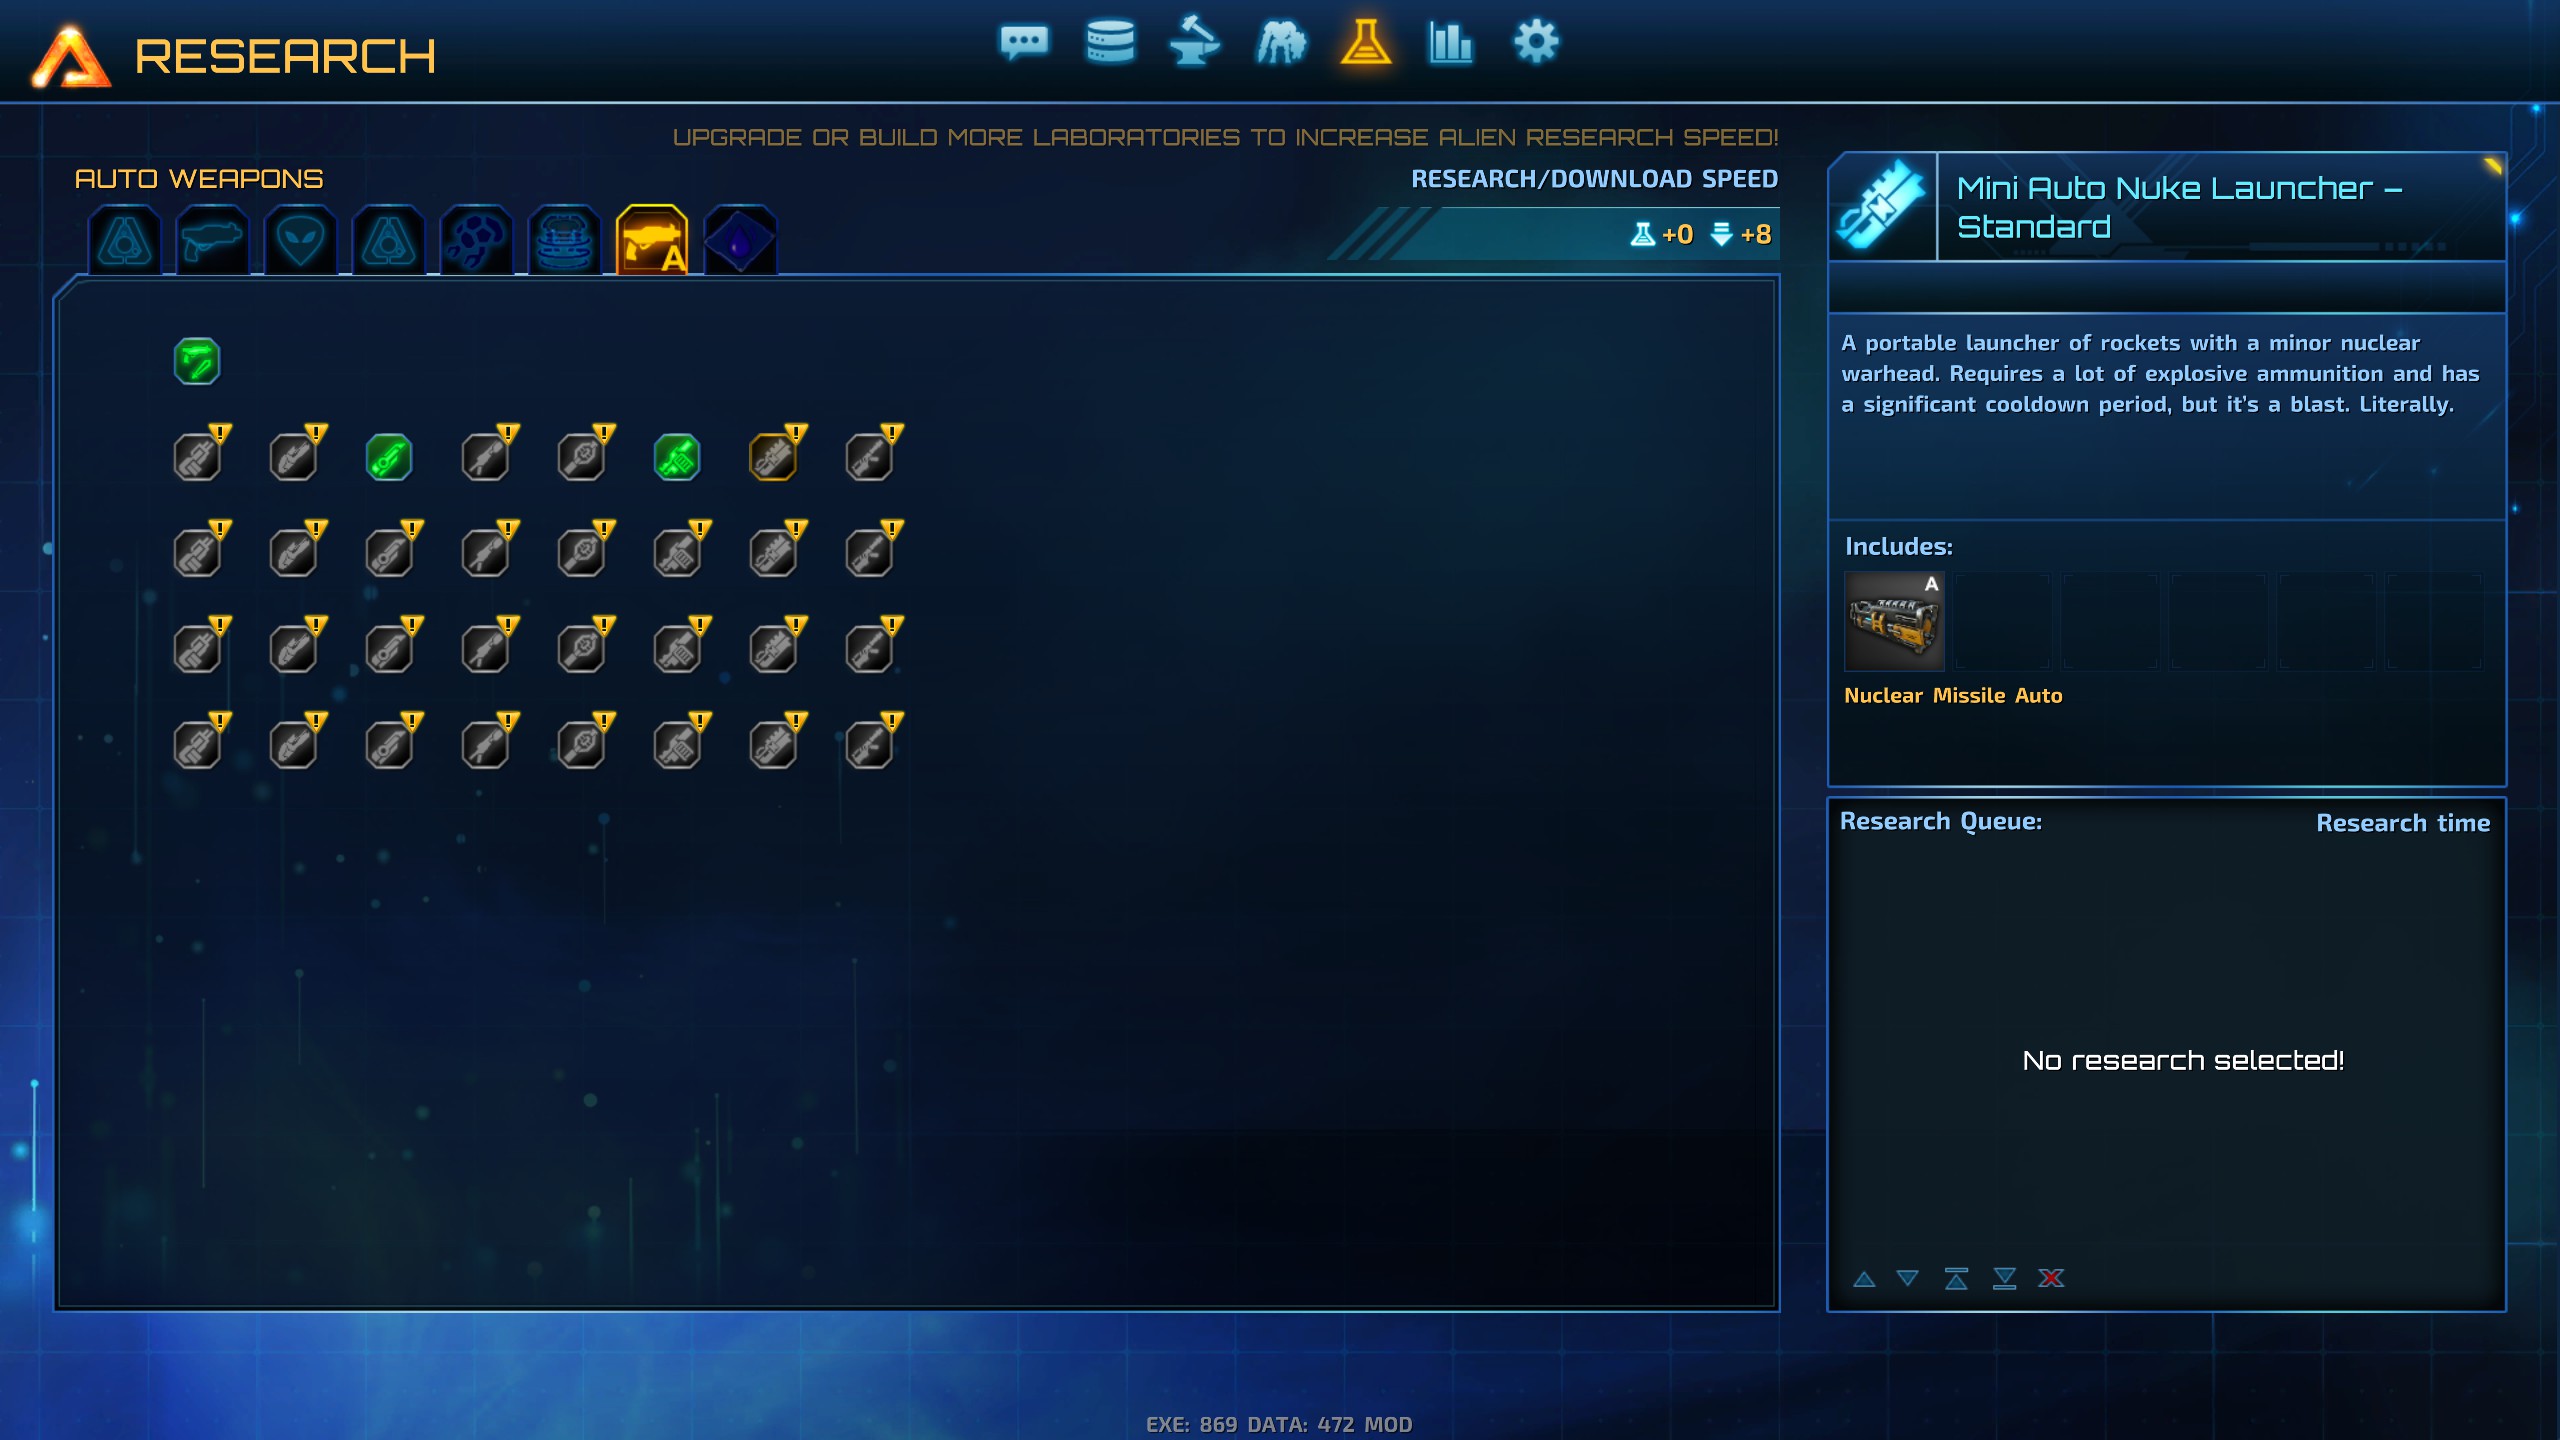 RESEARCH
UPGRADE OR BUILD MORE LABORATORIES TO INCREASE ALIEN RESEARCH SPEED!
AUTO WEAPONS
RESEARCH/DOWNLOAD SPEED
+0 +8
A
Mini Auto Nuke Launcher –
Standard
A portable launcher of rockets with a minor nuclear
warhead. Requires a lot of explosive ammunition and has
a significant cooldown period, but it's a blast. Literally.
Includes:
A
Nuclear Missile Auto
Research Queue:
Research time
No research selected!
EXE: 869 DATA: 472 MOD